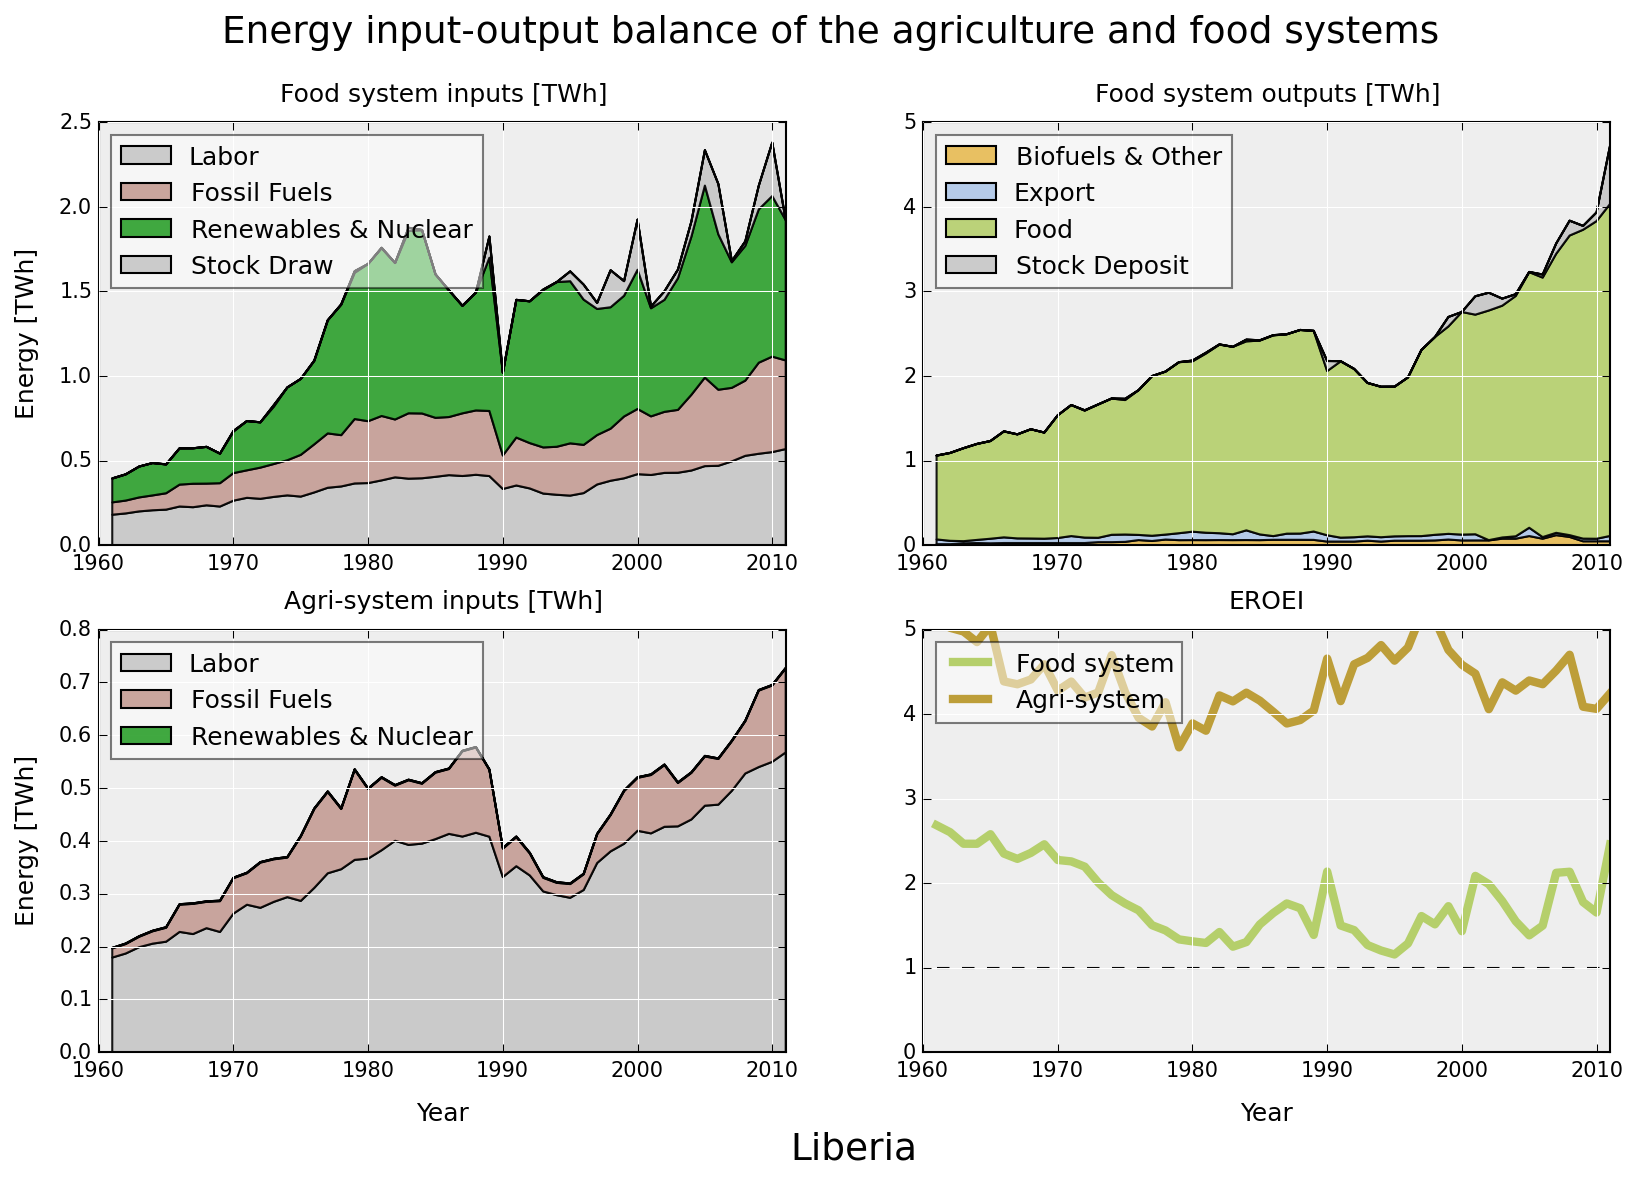 Energy input-output balance of the agriculture and food systems
Food system inputs [TWh]
Energy [TWh]
2.5
2.0
1.5
1.0
0.5
0.0
Labor
Fossil Fuels
Renewables & Nuclear
Stock Draw
1960 1970 1980 1990 2000 2010
Food system outputs [TWh]
5
4
3
2
1
0
Biofuels & Other
Export
Food
Stock Deposit
1960 1970 1980 1990 2000 2010
Agri-system inputs [TWh]
Energy [TWh]
0.8
0.7
0.6
0.5
0.4
0.3
0.2
0.1
0.0
Labor
Fossil Fuels
Renewables & Nuclear
1960 1970 1980 1990 2000 2010
Year
EROEI
5
4
3
2
1
0
Food system
Agri-system
1960 1970 1980 1990 2000 2010
Year
Liberia